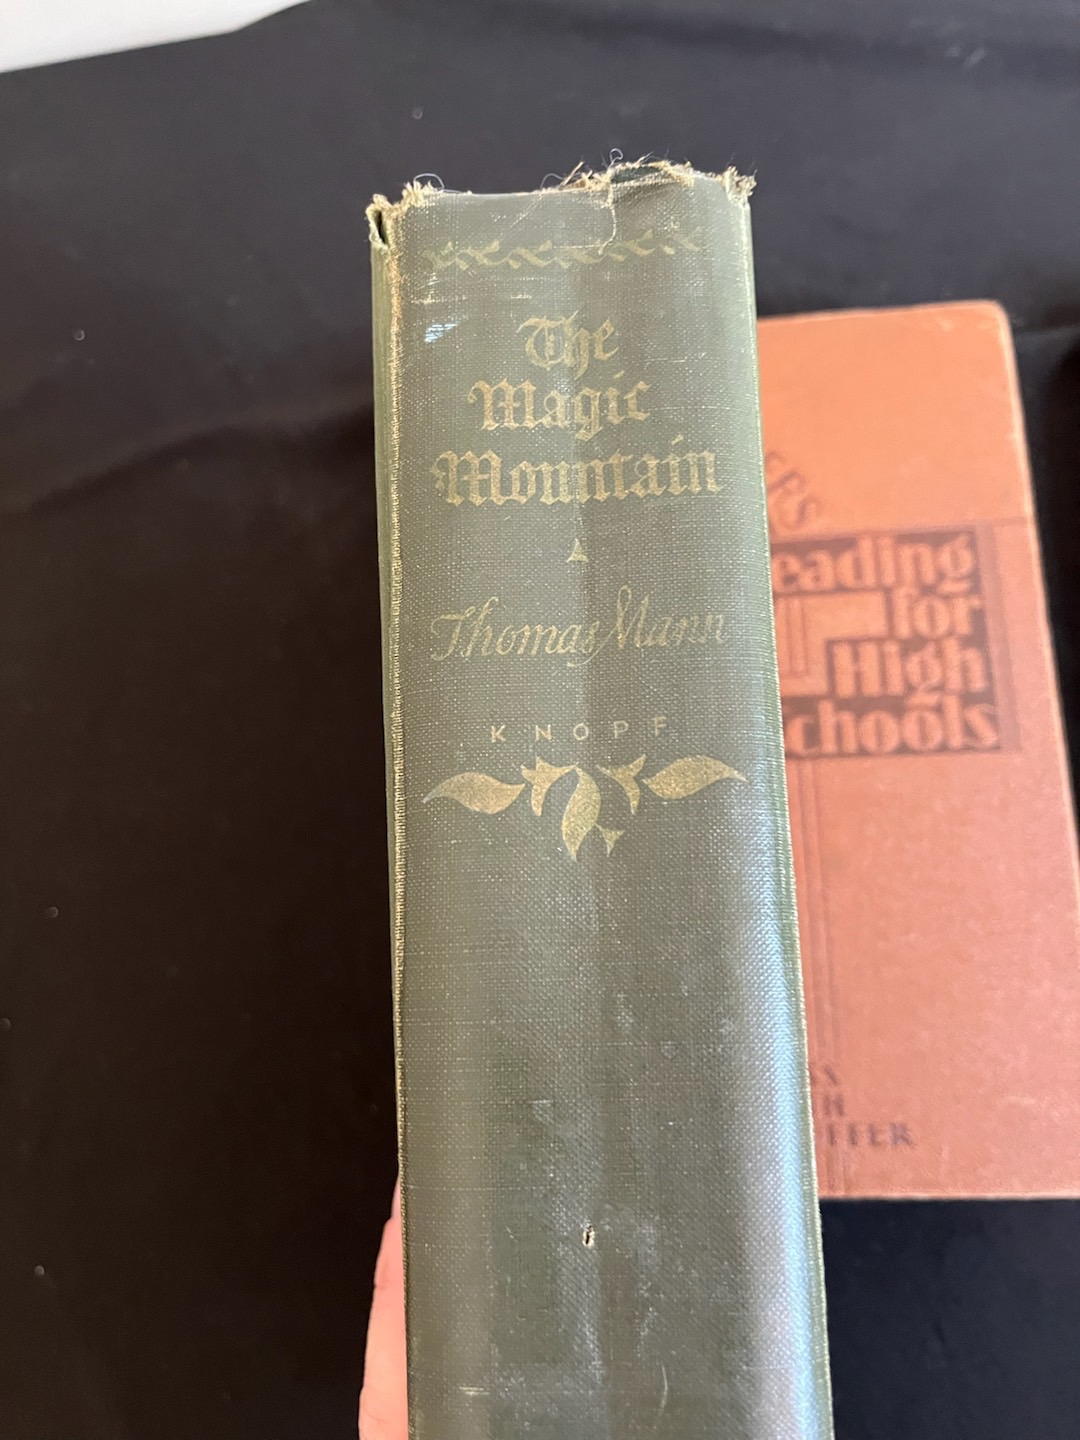 The
Magic
Mountain
Thomas Mann
KNOPF
eading
for
High
chools